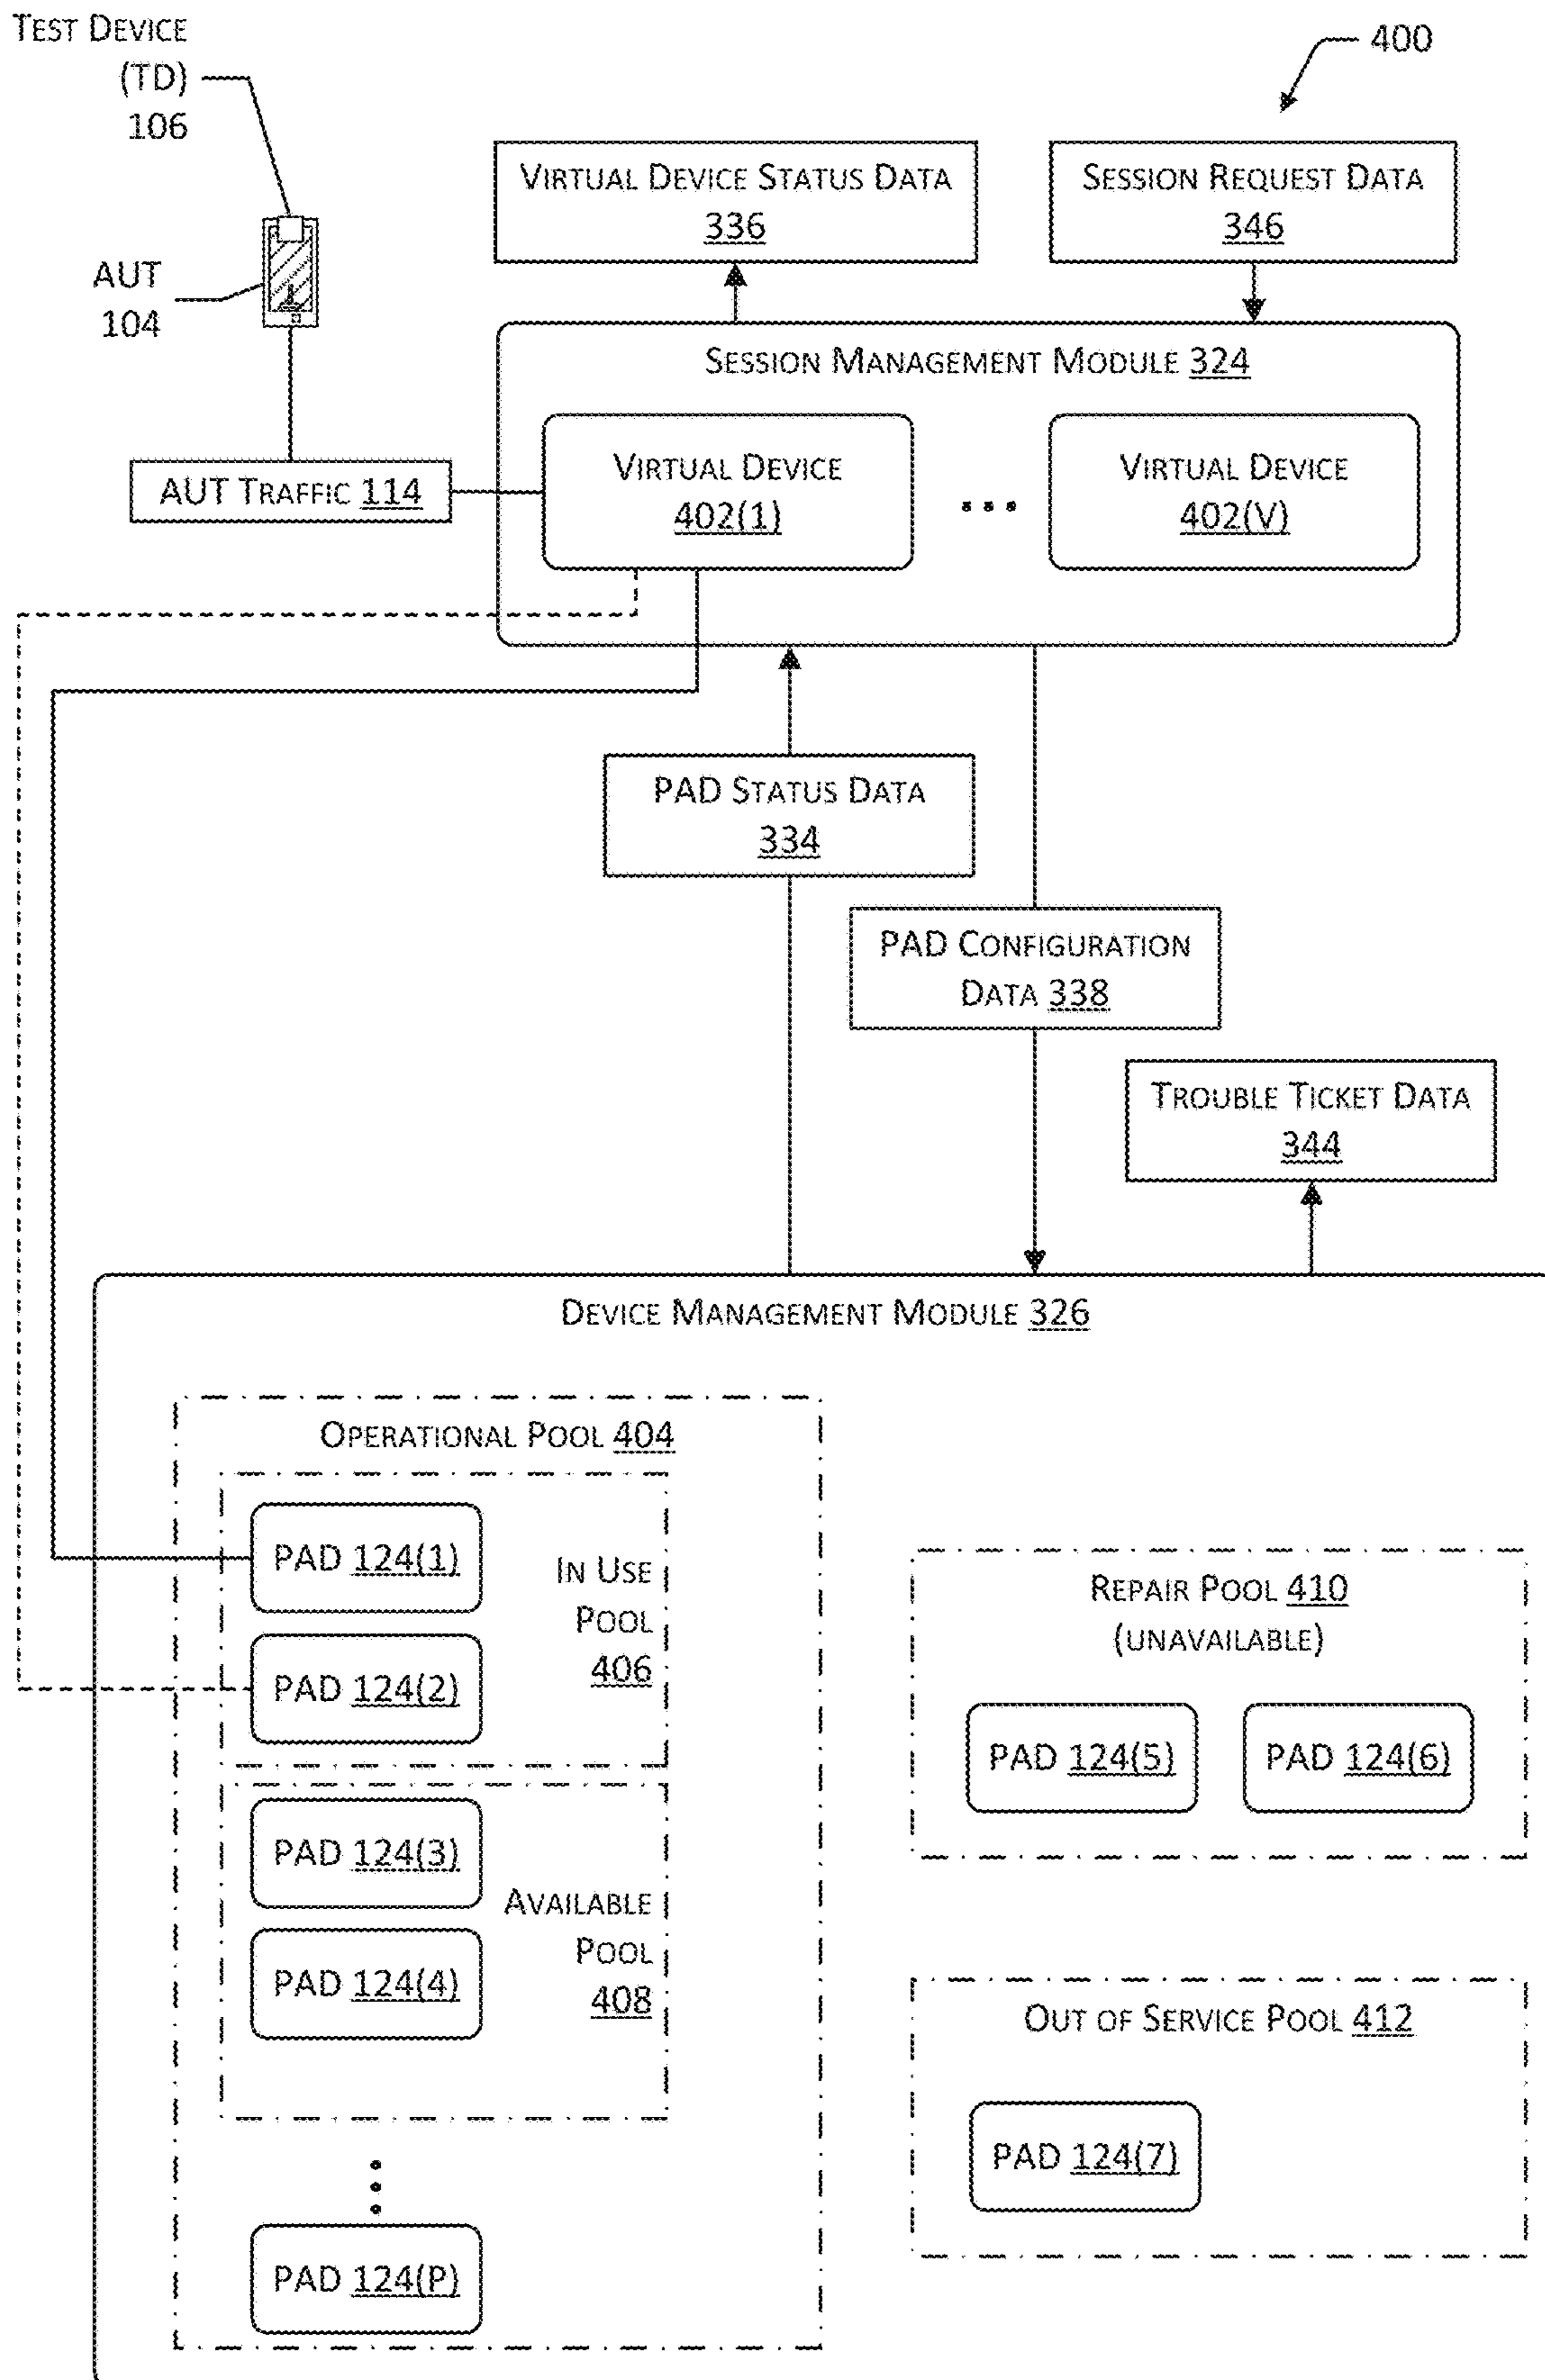 TEST DEVICE
(TD)
106
400
VIRTUAL DEVICE STATUS DATA
336
SESSION REQUEST DATA
346
AUT
104
SESSION MANAGEMENT MODULE 324
AUT TRAFFIC 114
VIRTUAL DEVICE
402(1)
...
VIRTUAL DEVICE
402(V)
PAD STATUS DATA
334
PAD CONFIGURATION
DATA 338
TROUBLE TICKET DATA
344
DEVICE MANAGEMENT MODULE 326
OPERATIONAL POOL 404
PAD 124(1)
IN USE
POOL
406
PAD 124(2)
PAD 124(3)
AVAILABLE
POOL
408
PAD 124(4)
PAD 124(P)
REPAIR POOL 410
(UNAVAILABLE)
PAD 124(5)
PAD 124(6)
OUT OF SERVICE POOL 412
PAD 124(7)